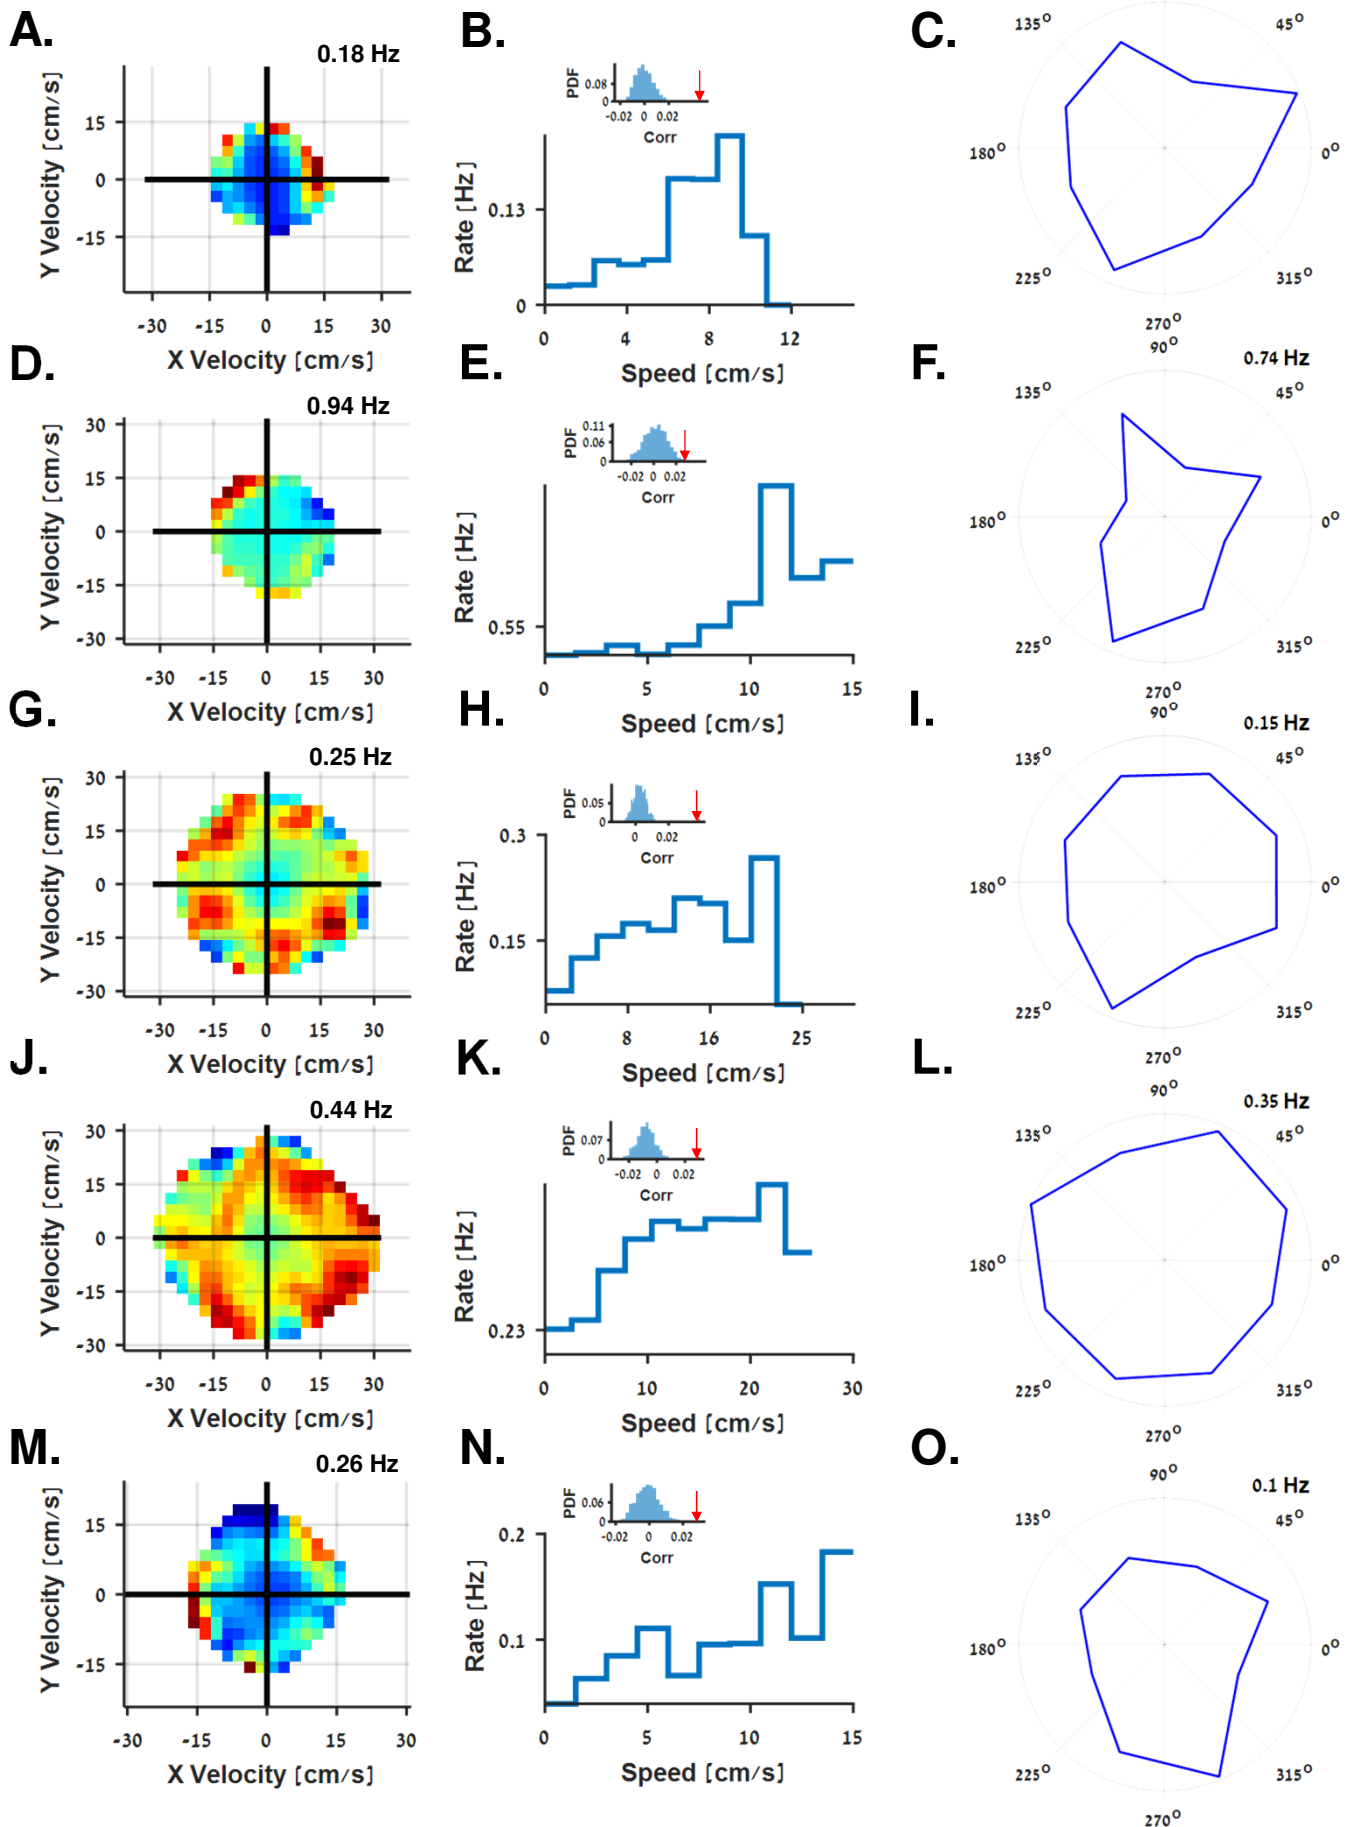 A.
0.18 Hz
Y Velocity [cm/s]
15
0
-15
-30 -15 0 15 30
X Velocity [cm/s]
B.
PDF
0.08
0
-0.02 0 0.02
Corr
Rate [Hz]
0.13
0
0 4 8 12
Speed [cm/s]
C.
135° 45°
180° 0°
225° 315°
270°
D.
0.94 Hz
Y Velocity [cm/s]
30
15
0
-15
-30
-30 -15 0 15 30
X Velocity [cm/s]
E.
PDF
0.11
0.06
0
-0.02 0 0.02
Corr
Rate [Hz]
0.55
0 5 10 15
Speed [cm/s]
F.
90°
0.74 Hz
135° 45°
180° 0°
225° 315°
270°
G.
0.25 Hz
Y Velocity [cm/s]
30
15
0
-15
-30
-30 -15 0 15 30
X Velocity [cm/s]
H.
PDF
0.05
0
0 0.02
Corr
Rate [Hz]
0.3
0.15
0 8 16 25
Speed [cm/s]
I.
90°
0.15 Hz
135° 45°
180° 0°
225° 315°
270°
J.
0.44 Hz
Y Velocity [cm/s]
30
15
0
-15
-30
-30 -15 0 15 30
X Velocity [cm/s]
K.
PDF
0.07
0
-0.02 0 0.02
Corr
Rate [Hz]
0.23
0 10 20 30
Speed [cm/s]
L.
90°
0.35 Hz
135° 45°
180° 0°
225° 315°
270°
M.
0.26 Hz
Y Velocity [cm/s]
15
0
-15
-30 -15 0 15 30
X Velocity [cm/s]
N.
PDF
0.06
0
-0.02 0 0.02
Corr
Rate [Hz]
0.2
0.1
0 5 10 15
Speed [cm/s]
O.
90°
0.1 Hz
135° 45°
180° 0°
225° 315°
270°